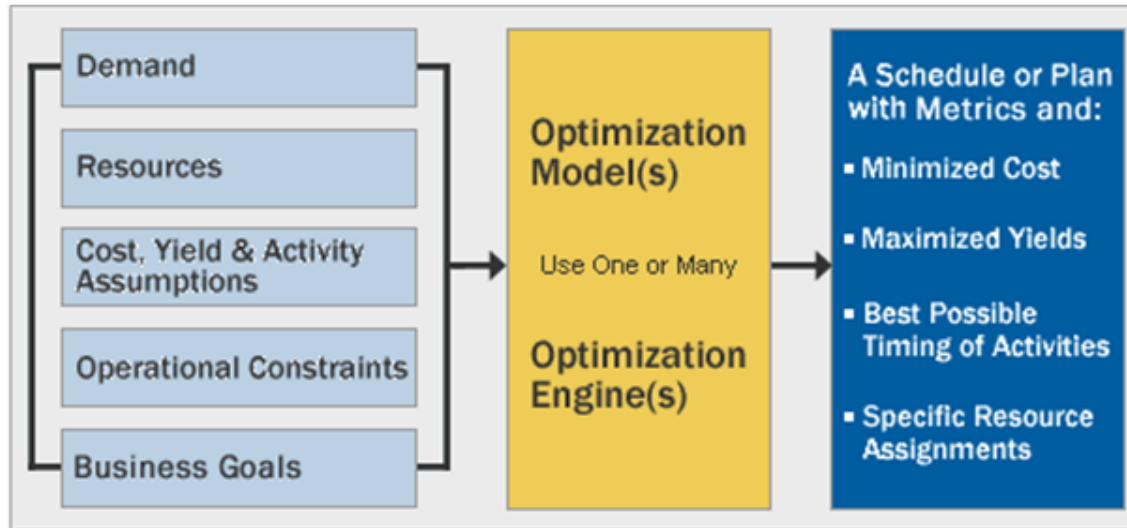 Demand
Resources
Cost, Yield & Activity
Assumptions
Operational Constraints
Business Goals
Optimization
Model(s)
Use One or Many
Optimization
Engine(s)
A Schedule or Plan
with Metrics and:
▪ Minimized Cost
▪ Maximized Yields
▪ Best Possible
Timing of Activities
▪ Specific Resource
Assignments